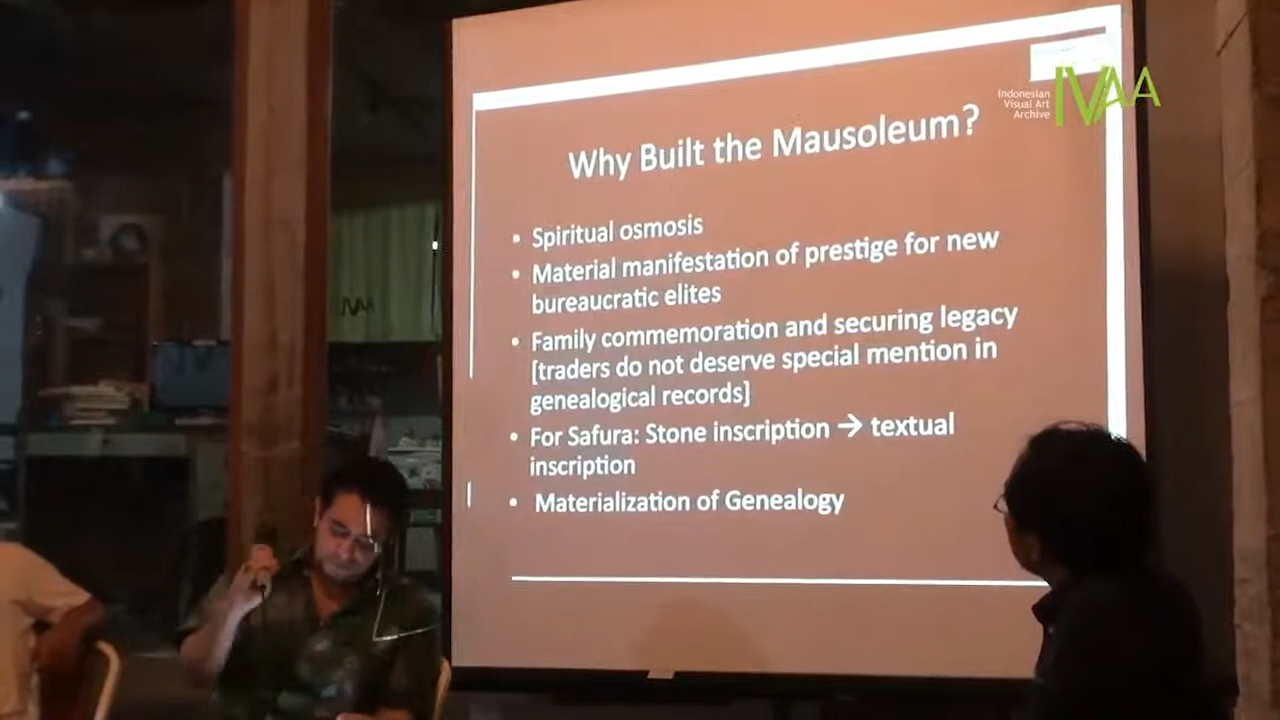 Indonesian
Visual Art
Archive
IVAA
Why Built the Mausoleum?
• Spiritual osmosis
• Material manifestation of prestige for new
bureaucratic elites
• Family commemoration and securing legacy
[traders do not deserve special mention in
genealogical records]
• For Safura: Stone inscription → textual
inscription
• Materialization of Genealogy
IVAA